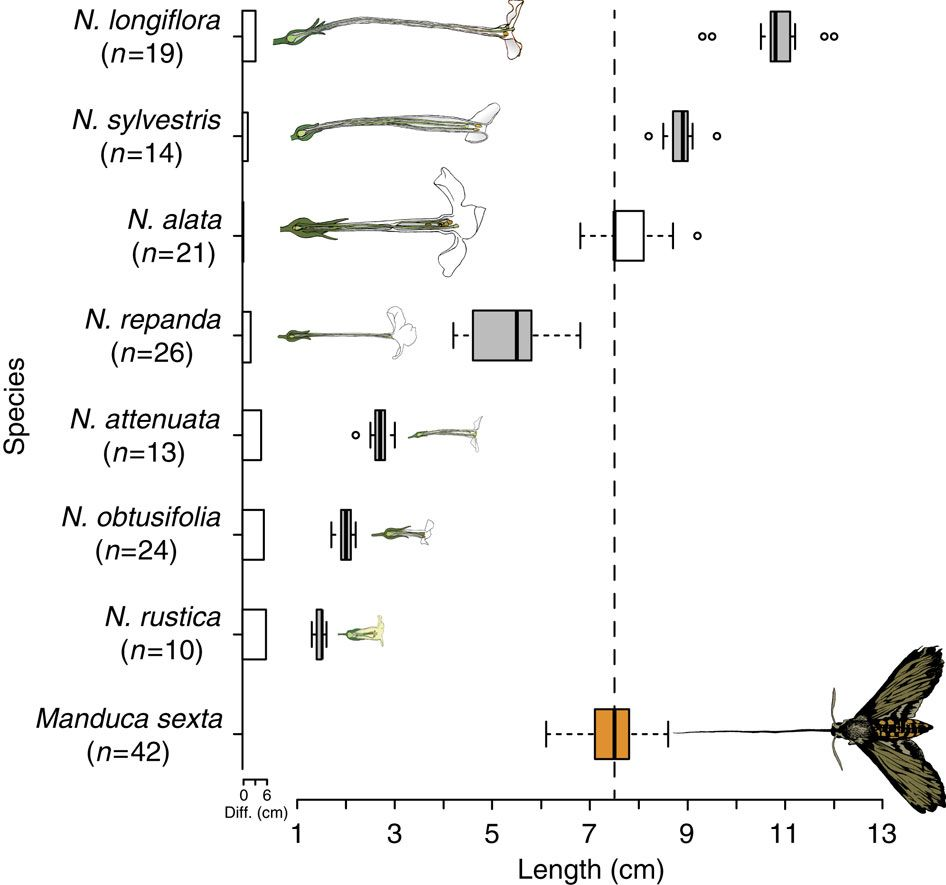 N. longiflora
(n=19)
N. sylvestris
(n=14)
N. alata
(n=21)
N. repanda
(n=26)
N. attenuata
(n=13)
N. obtusifolia
(n=24)
N. rustica
(n=10)
Manduca sexta
(n=42)
Species
0 6
Diff. (cm)
1 3 5 7 9 11 13
Length (cm)